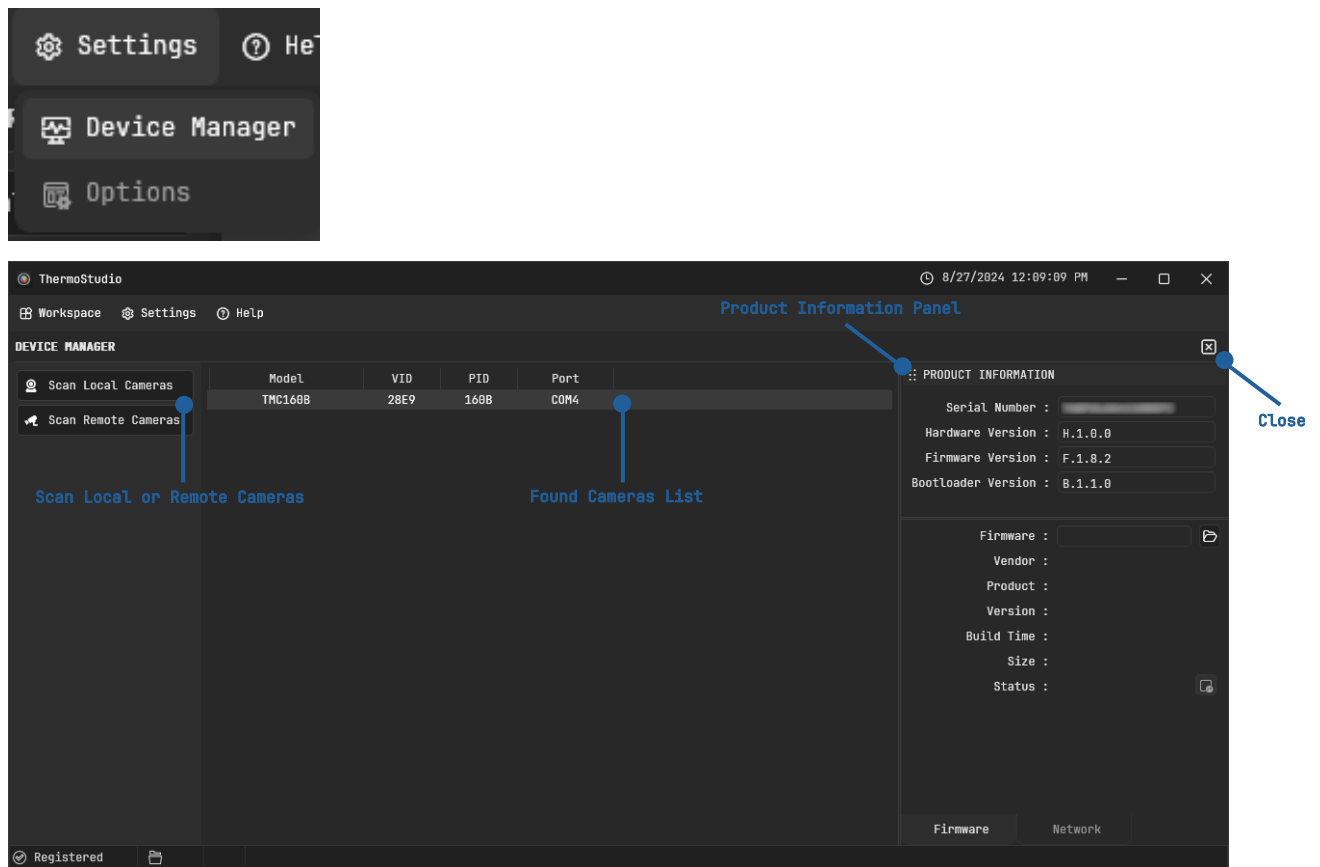 Settings
Device Manager
Options
ThermoStudio
8/27/2024 12:09:09 PM
Workspace
Settings
Help
Product Information Panel
DEVICE MANAGER
Scan Local Cameras
Model VID PID Port
PRODUCT INFORMATION
TMC160B 28E9 160B COM4
Scan Remote Cameras
Serial Number :
Close
Hardware Version : H.1.0.0
Firmware Version : F.1.8.2
Bootloader Version : B.1.1.0
Scan Local or Remote Cameras
Found Cameras List
Firmware :
Vendor :
Product :
Version :
Build Time :
Size :
Status :
Firmware
Network
Registered